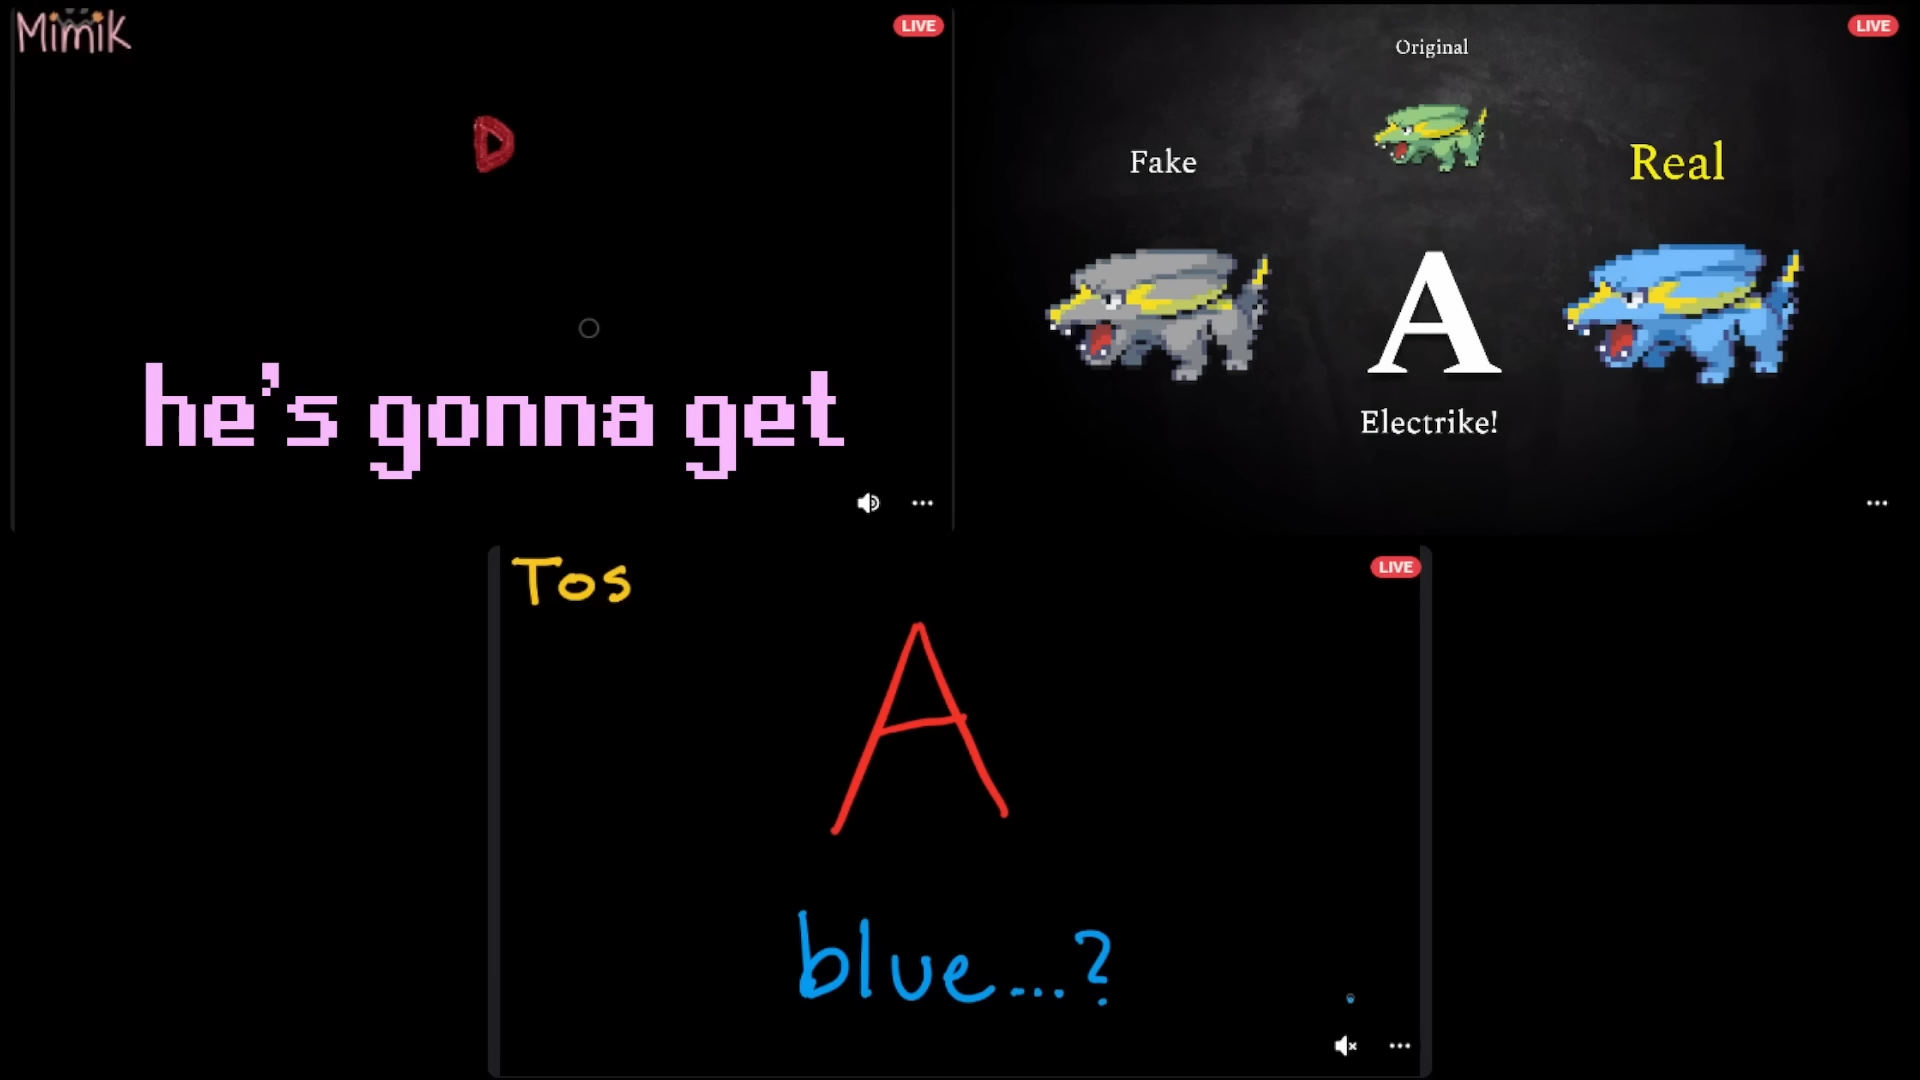 Mimik
LIVE
D
he's gonna get
LIVE
Original
Fake
Real
A
Electrike!
Tos
LIVE
A
blue...?